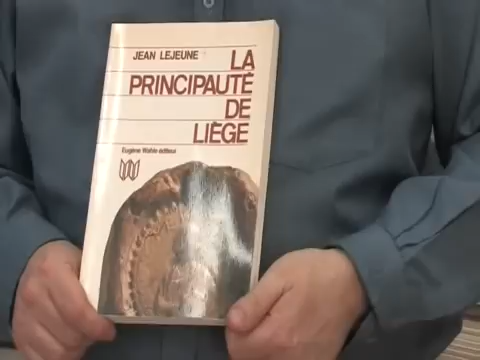 JEAN LEJEUNE
LA
PRINCIPAUTÉ
DE
LIÈGE
Eugène Wahle éditeur